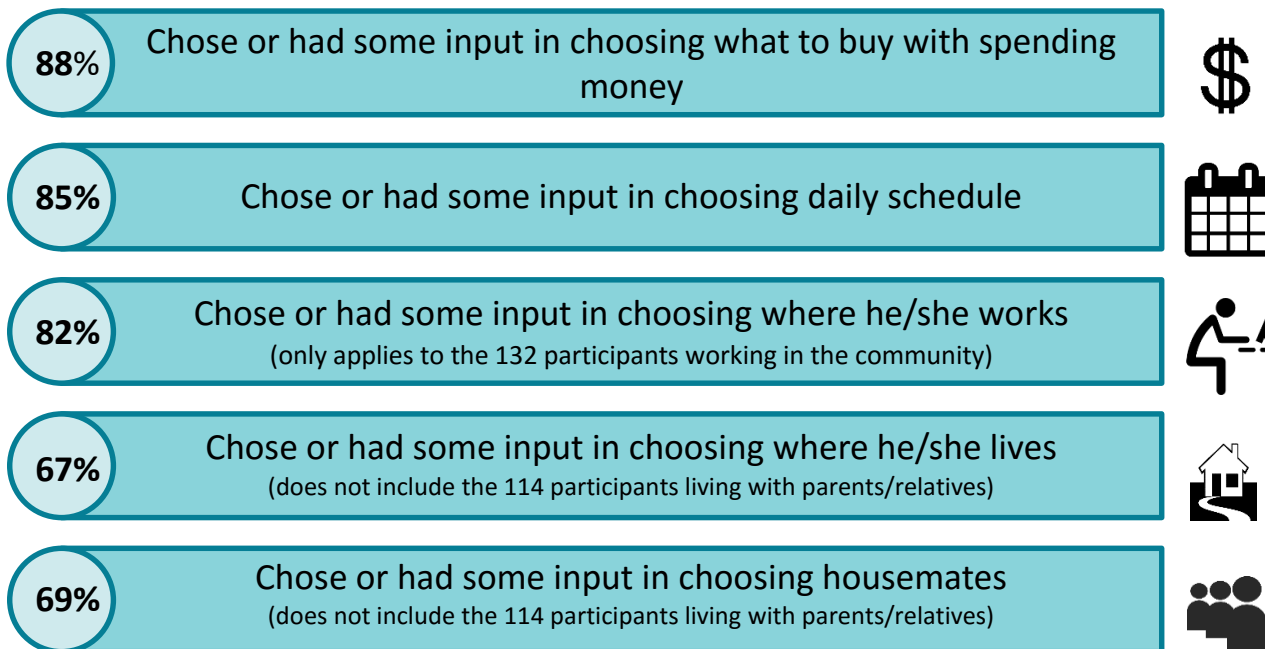 88%
Chose or had some input in choosing what to buy with spending
money
$
85%
Chose or had some input in choosing daily schedule
82%
Chose or had some input in choosing where he/she works
(only applies to the 132 participants working in the community)
67%
Chose or had some input in choosing where he/she lives
(does not include the 114 participants living with parents/relatives)
69%
Chose or had some input in choosing housemates
(does not include the 114 participants living with parents/relatives)